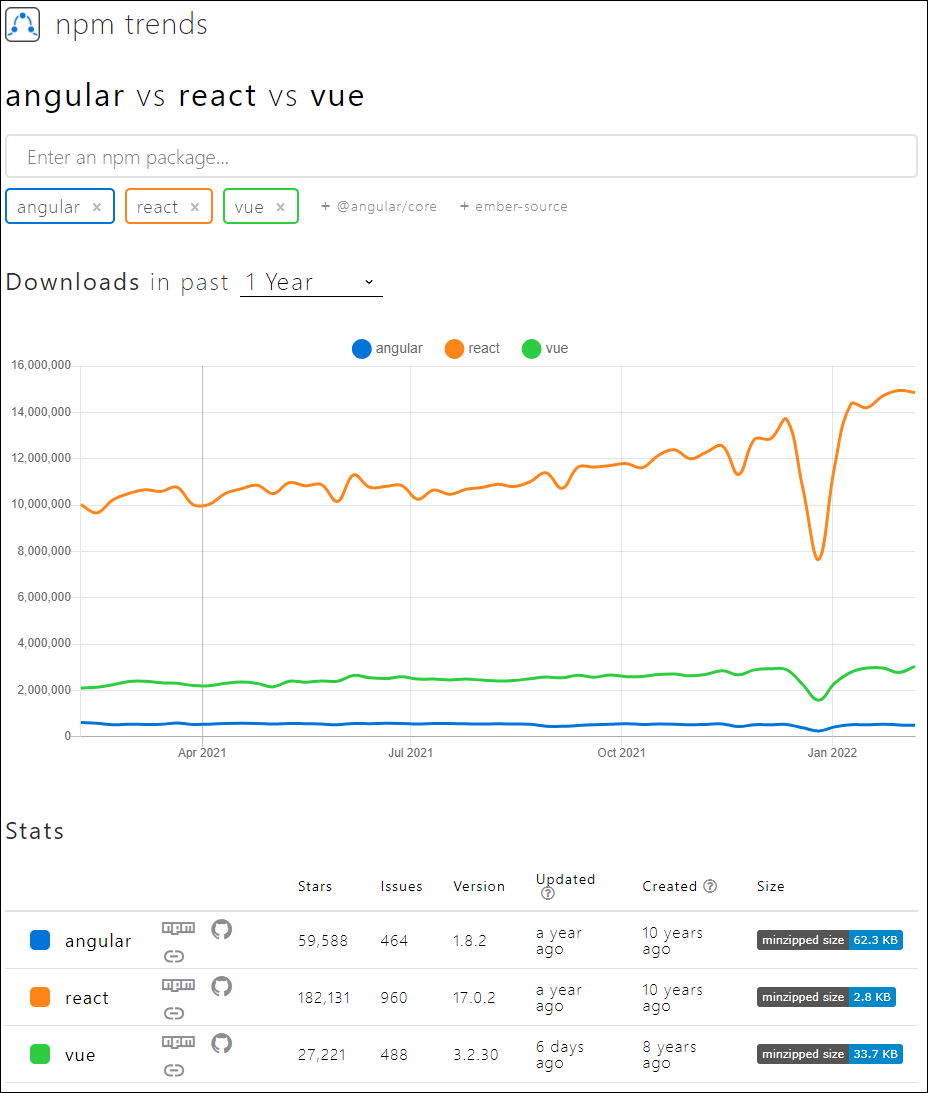 npm trends
angular vs react vs vue
Enter an npm package...
angular × react × vue × + @angular/core + ember-source
Downloads in past 1 Year
angular react vue
16,000,000
14,000,000
12,000,000
10,000,000
8,000,000
6,000,000
4,000,000
2,000,000
0
Apr 2021 Jul 2021 Oct 2021 Jan 2022
Stats
Stars Issues Version Updated ? Created ? Size
angular npm 59,588 464 1.8.2 a year ago 10 years ago minzipped size 62.3 KB
react npm 182,131 960 17.0.2 a year ago 10 years ago minzipped size 2.8 KB
vue npm 27,221 488 3.2.30 6 days ago 8 years ago minzipped size 33.7 KB